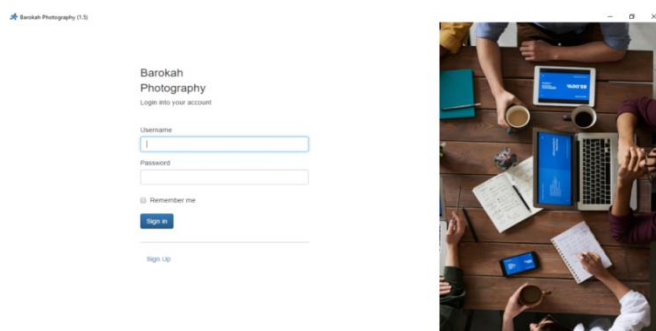 Barokah Photography (1.5)
Barokah
Photography
Login into your account
Username
Password
Remember me
Sign in
Sign Up